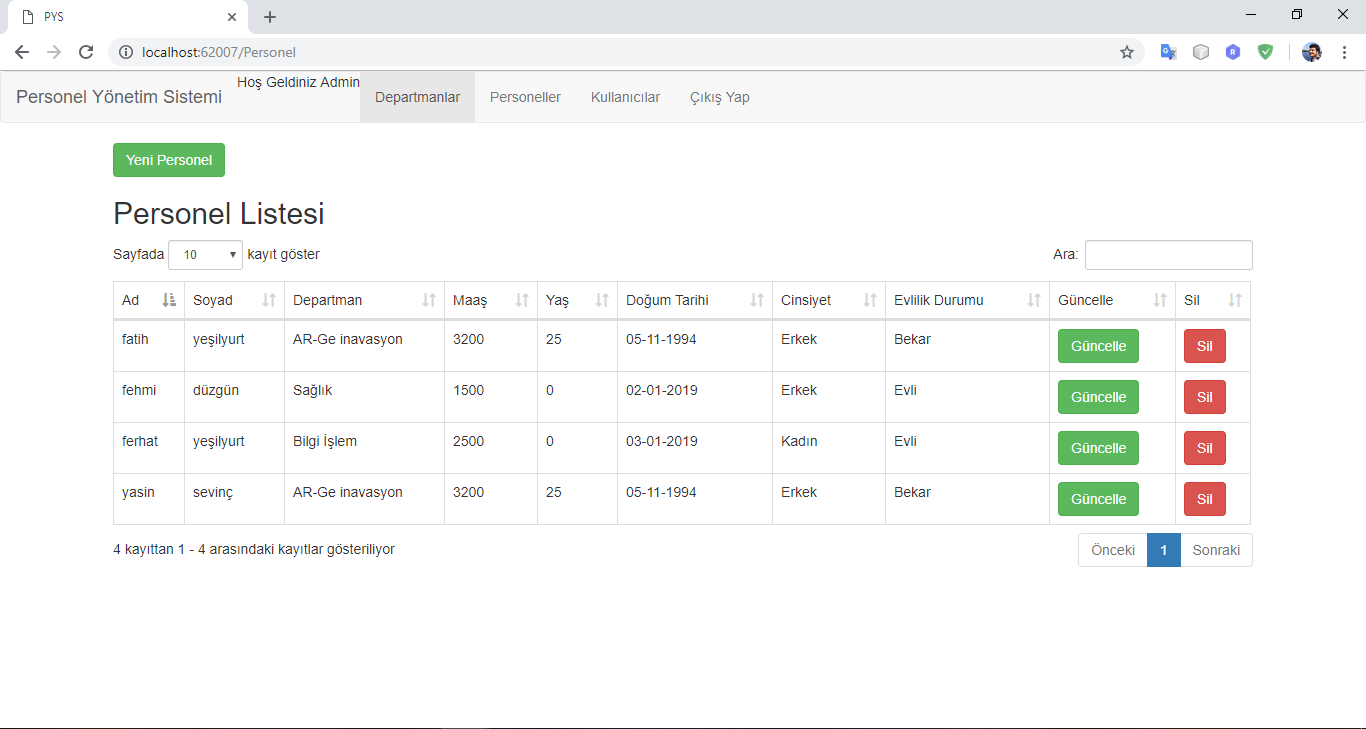 PYS
localhost:62007/Personel
Personel Yönetim Sistemi Hoş Geldiniz Admin Departmanlar Personeller Kullanıcılar Çıkış Yap
Yeni Personel
Personel Listesi
Sayfada 10 kayıt göster Ara:
Ad Soyad Departman Maaş Yaş Doğum Tarihi Cinsiyet Evlilik Durumu Güncelle Sil
fatih yeşilyurt AR-Ge inavasyon 3200 25 05-11-1994 Erkek Bekar Güncelle Sil
fehmi düzgün Sağlık 1500 0 02-01-2019 Erkek Evli Güncelle Sil
ferhat yeşilyurt Bilgi İşlem 2500 0 03-01-2019 Kadın Evli Güncelle Sil
yasin sevinç AR-Ge inavasyon 3200 25 05-11-1994 Erkek Bekar Güncelle Sil
4 kayıttan 1 - 4 arasındaki kayıtlar gösteriliyor Önceki 1 Sonraki